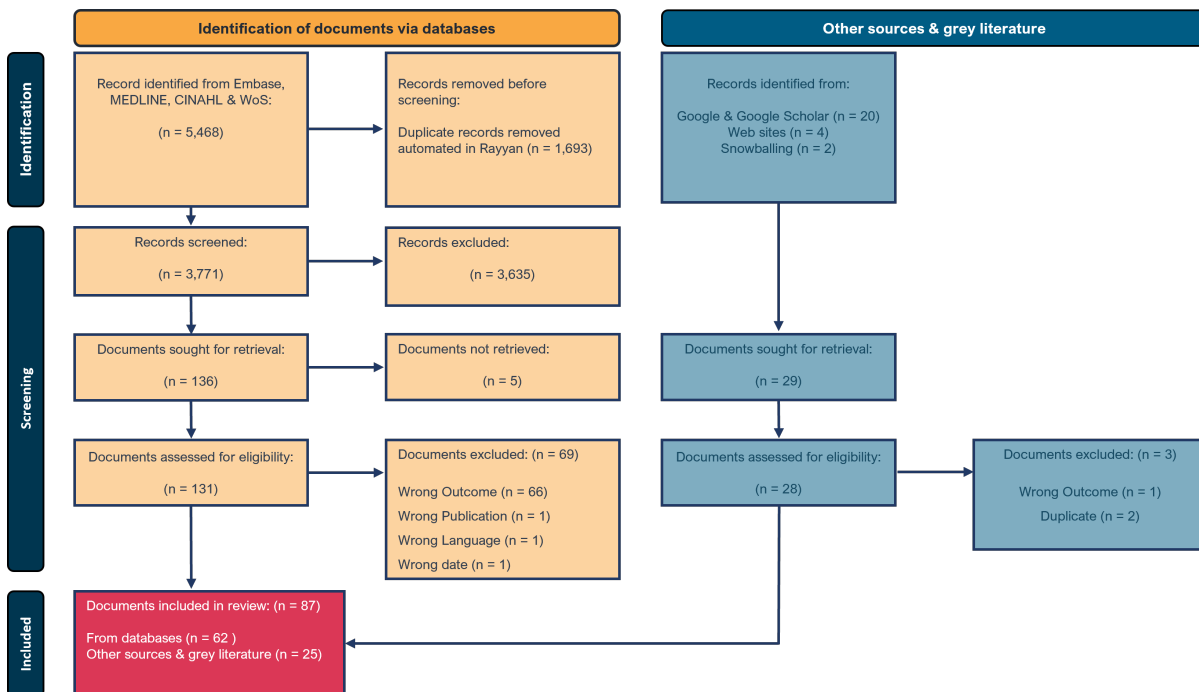 Identification of documents via databases
Other sources & grey literature
Identification
Record identified from Embase,
MEDLINE, CINAHL & WoS:
(n = 5,468)
Records removed before
screening:
Duplicate records removed
automated in Rayyan (n = 1,693)
Records identified from:
Google & Google Scholar (n = 20)
Web sites (n = 4)
Snowballing (n = 2)
Screening
Records screened:
(n = 3,771)
Records excluded:
(n = 3,635)
Documents sought for retrieval:
(n = 136)
Documents not retrieved:
(n = 5)
Documents sought for retrieval:
(n = 29)
Documents assessed for eligibility:
(n = 131)
Documents excluded: (n = 69)
Wrong Outcome (n = 66)
Wrong Publication (n = 1)
Wrong Language (n = 1)
Wrong date (n = 1)
Documents assessed for eligibility:
(n = 28)
Documents excluded: (n = 3)
Wrong Outcome (n = 1)
Duplicate (n = 2)
Included
Documents included in review: (n = 87)
From databases (n = 62 )
Other sources & grey literature (n = 25)